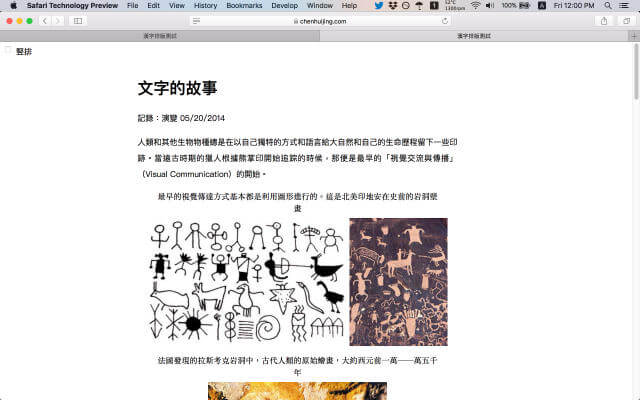 Safari Technology Preview File Edit View History Bookmarks Develop Window Help 12°C 1300rpm 100% Fri 12:00 PM
chenhuijing.com
漢字排版測試 漢字排版測試
豎排
文字的故事
記錄：演變 05/20/2014
人類和其他生物物種總是在以自己獨特的方式和語言給大自然和自己的生命歷程留下一些印
跡。當遠古時期的獵人根據熊掌印開始追踪的時候，那便是最早的「視覺交流與傳播」
（Visual Communication）的開始。
最早的視覺傳達方式基本都是利用圖形進行的。這是北美印地安在史前的岩洞壁
畫
法國發現的拉斯考克岩洞中，古代人類的原始繪畫，大約西元前一萬——萬五千
年